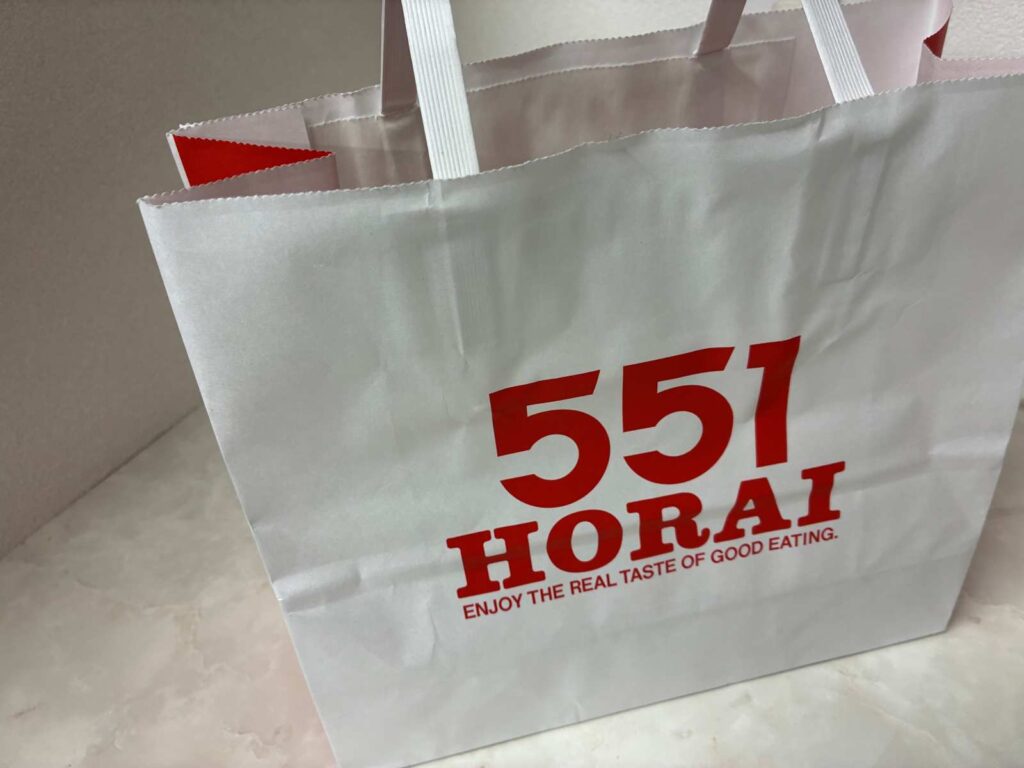 551
HORAI
ENJOY THE REAL TASTE OF GOOD EATING.